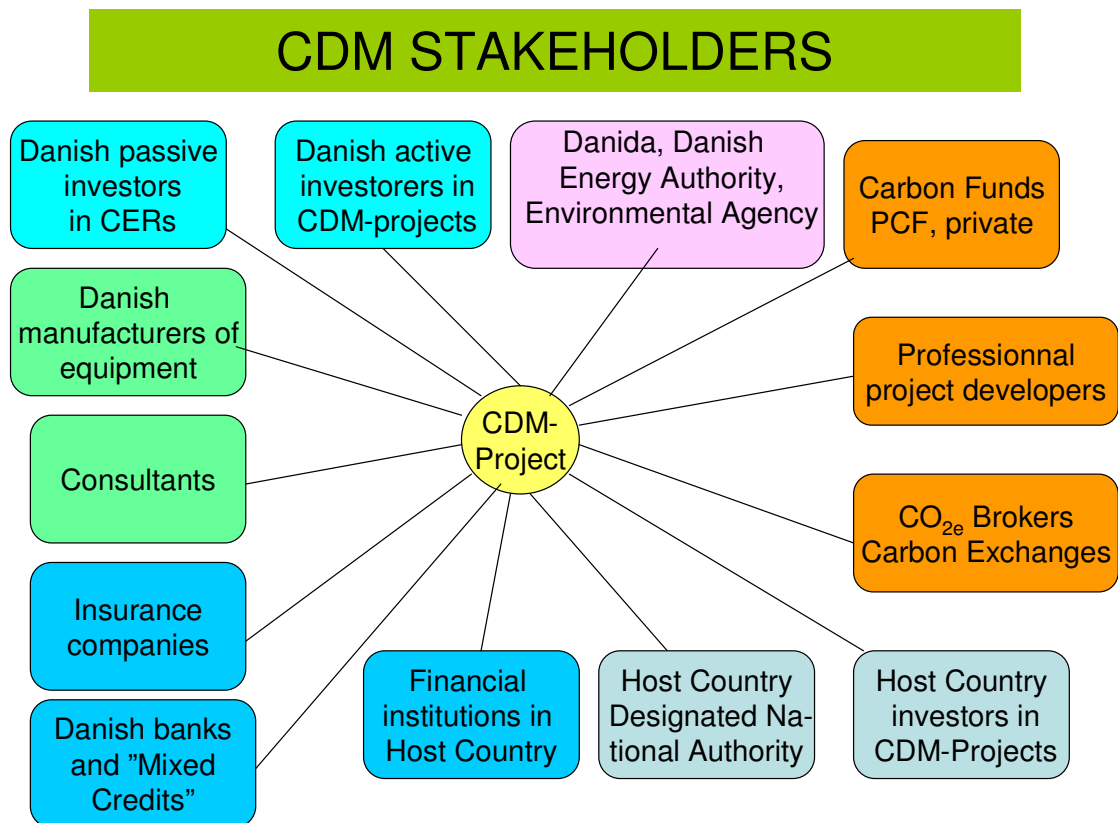 CDM STAKEHOLDERS
Danish passive
investors
in CERs
Danish active
investorers in
CDM-projects
Danida, Danish
Energy Authority,
Environmental Agency
Carbon Funds
PCF, private
Danish
manufacturers of
equipment
Professionnal
project developers
CDM-
Project
Consultants
CO2e Brokers
Carbon Exchanges
Insurance
companies
Financial
institutions in
Host Country
Host Country
Designated Na-
tional Authority
Host Country
investors in
CDM-Projects
Danish banks
and ”Mixed
Credits”